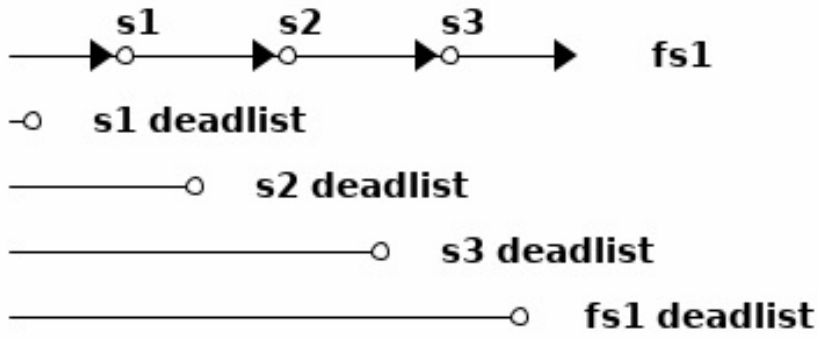 s1 s2 s3 fs1
s1 deadlist
s2 deadlist
s3 deadlist
fs1 deadlist